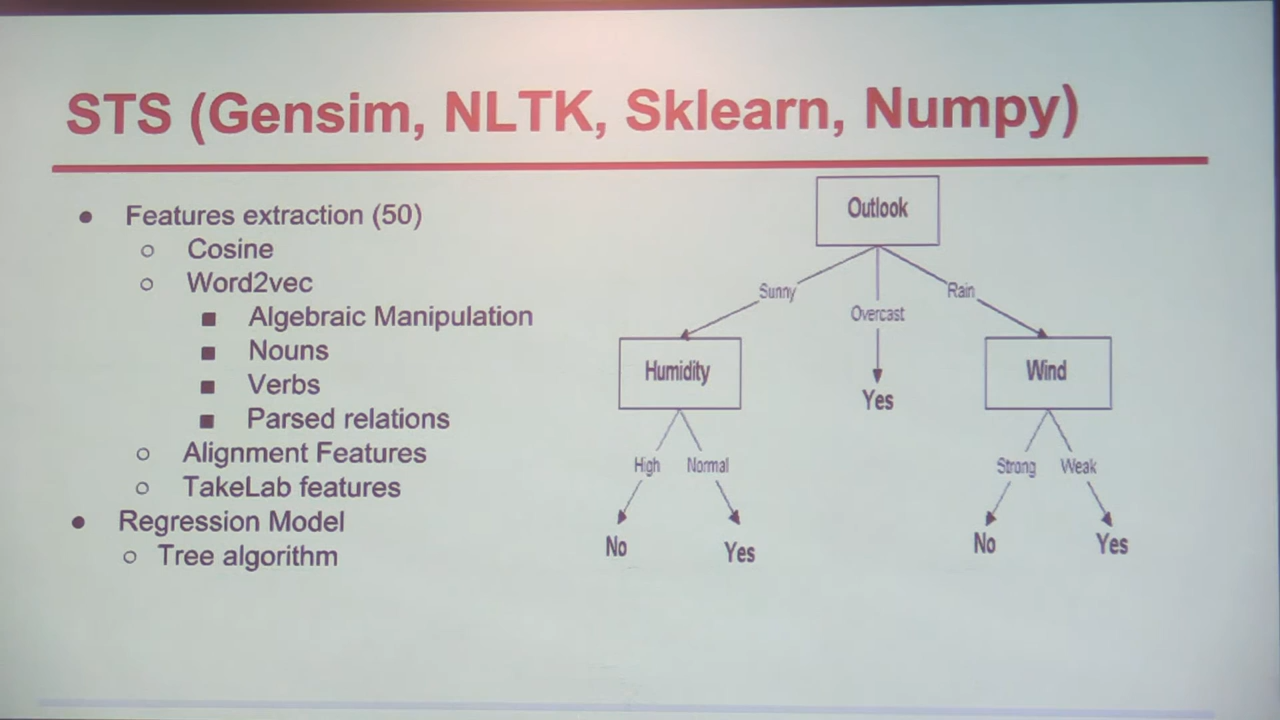 STS (Gensim, NLTK, Sklearn, Numpy)
Features extraction (50)
Cosine
Word2vec
Algebraic Manipulation
Nouns
Verbs
Parsed relations
Alignment Features
TakeLab features
Regression Model
Tree algorithm
Outlook
Sunny
Overcast
Rain
Humidity
Yes
Wind
High
Normal
Strong
Weak
No
Yes
No
Yes